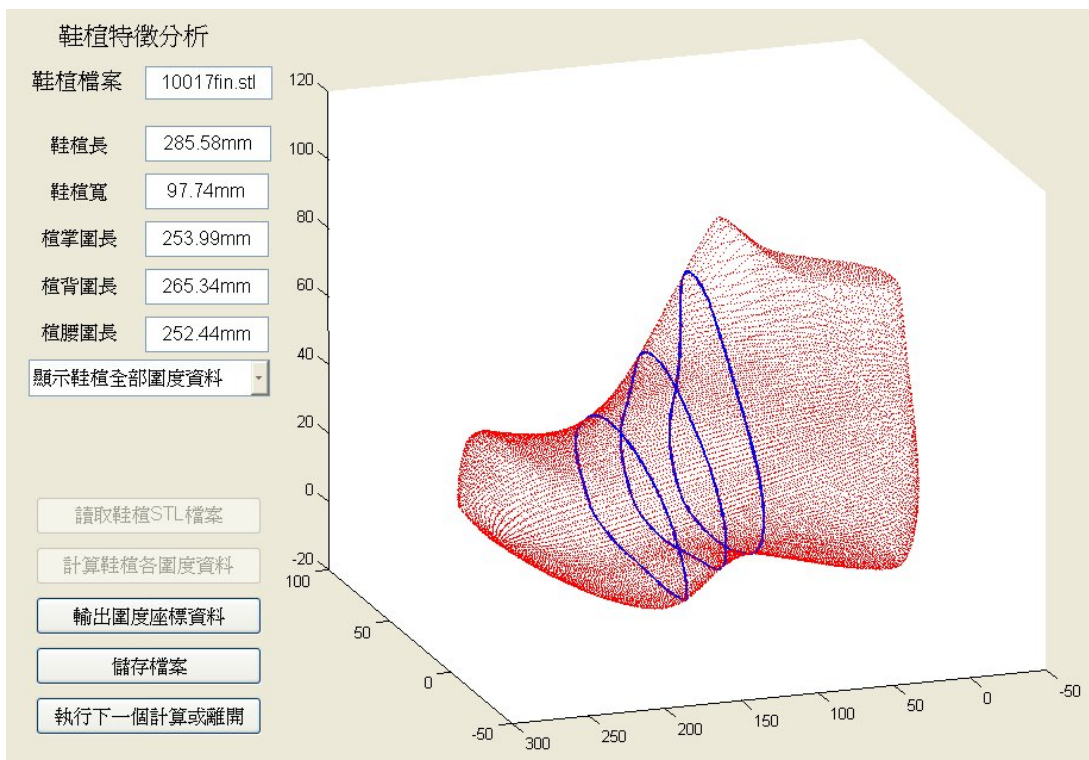 鞋楦特徵分析
鞋楦檔案 10017fin.stl
鞋楦長 285.58mm
鞋楦寬 97.74mm
楦掌圍長 253.99mm
楦背圍長 265.34mm
楦腰圍長 252.44mm
顯示鞋楦全部圍度資料
讀取鞋楦STL檔案
計算鞋楦各圍度資料
輸出圍度座標資料
儲存檔案
執行下一個計算或離開
120
100
80
60
40
20
0
-20
100
50
0
-50
300
250
200
150
100
50
0
-50